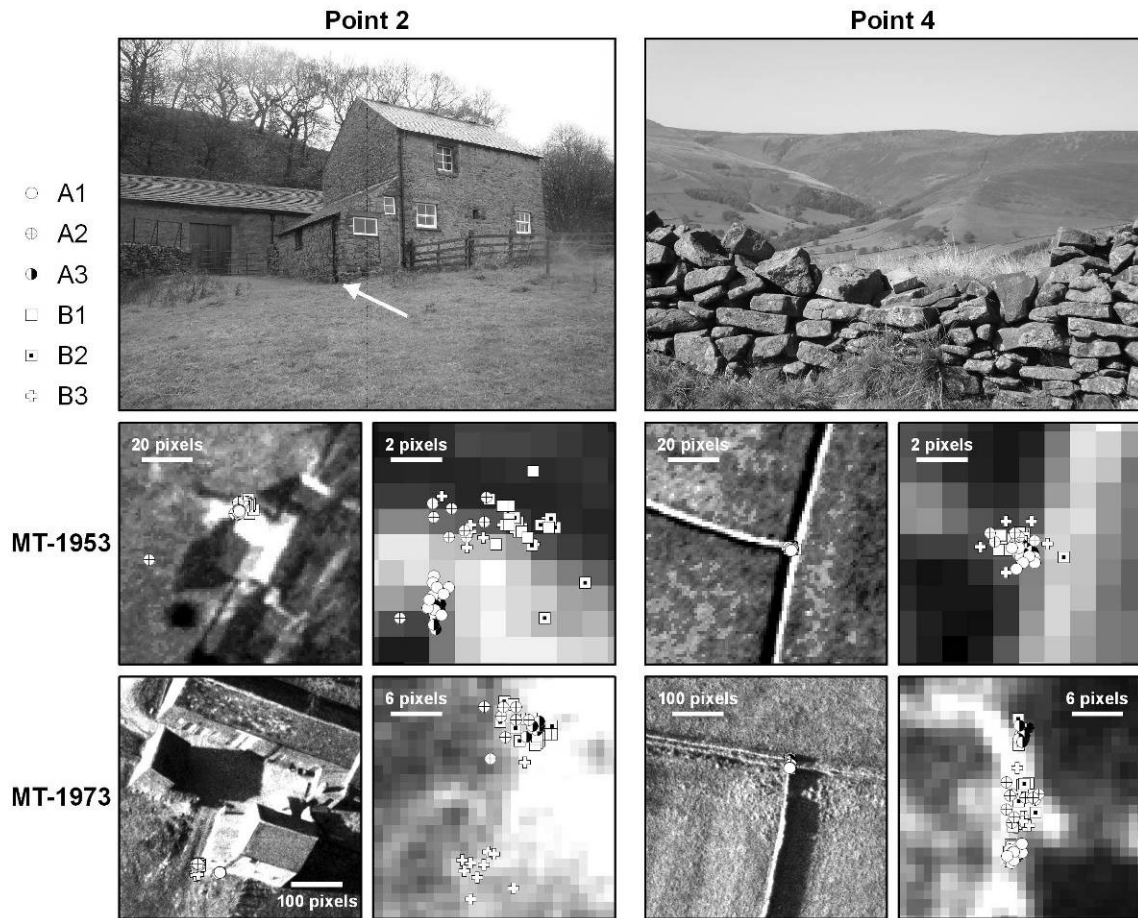 Point 2
Point 4
A1
A2
A3
B1
B2
B3
MT-1953
20 pixels
2 pixels
20 pixels
2 pixels
MT-1973
100 pixels
6 pixels
100 pixels
6 pixels